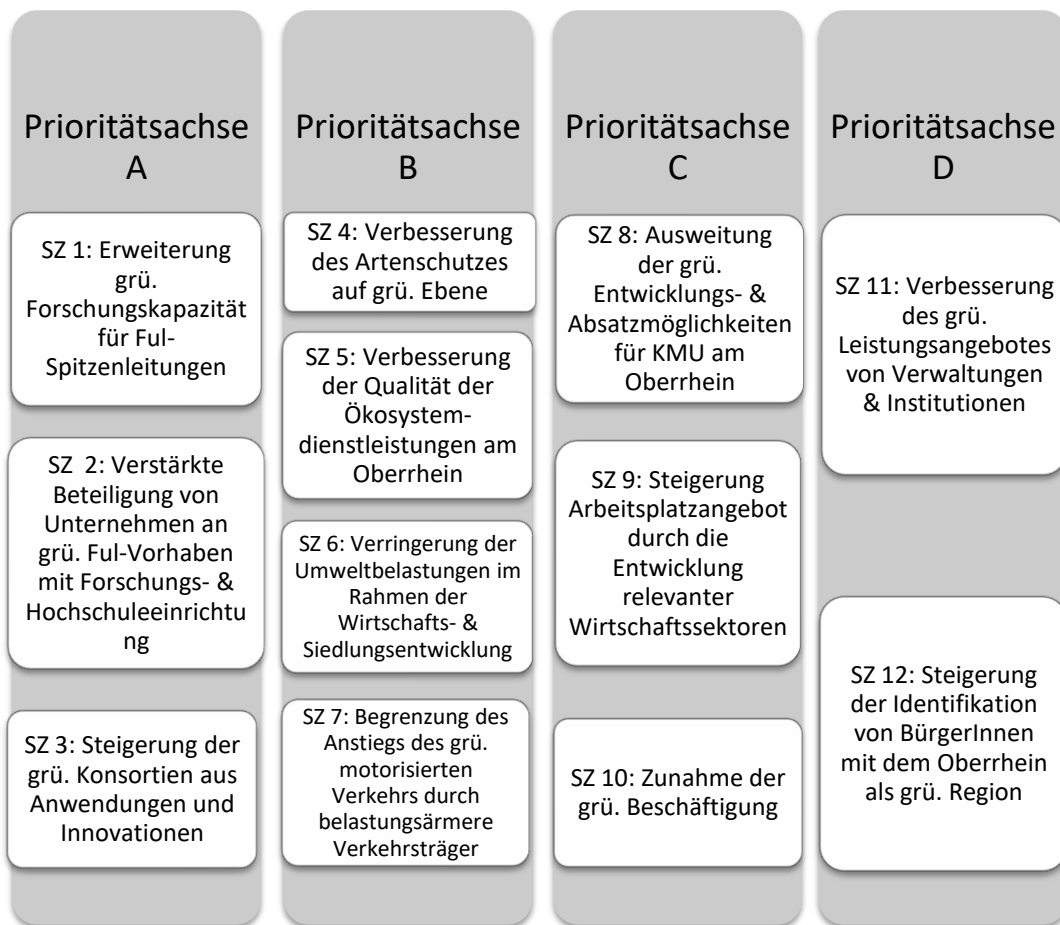 Prioritätsachse
A
SZ 1: Erweiterung
grü.
Forschungskapazität
für FuI-
Spitzenleitungen
SZ 2: Verstärkte
Beteiligung von
Unternehmen an
grü. FuI-Vorhaben
mit Forschungs- &
Hochschuleeinrichtu
ng
SZ 3: Steigerung der
grü. Konsortien aus
Anwendungen und
Innovationen
Prioritätsachse
B
SZ 4: Verbesserung
des Artenschutzes
auf grü. Ebene
SZ 5: Verbesserung
der Qualität der
Ökosystem-
dienstleistungen am
Oberrhein
SZ 6: Verringerung der
Umweltbelastungen im
Rahmen der
Wirtschafts- &
Siedlungsentwicklung
SZ 7: Begrenzung des
Anstiegs des grü.
motorisierten
Verkehrs durch
belastungsärmere
Verkehrsträger
Prioritätsachse
C
SZ 8: Ausweitung
der grü.
Entwicklungs- &
Absatzmöglichkeiten
für KMU am
Oberrhein
SZ 9: Steigerung
Arbeitsplatzangebot
durch die
Entwicklung
relevanter
Wirtschaftssektoren
SZ 10: Zunahme der
grü. Beschäftigung
Prioritätsachse
D
SZ 11: Verbesserung
des grü.
Leistungsangebotes
von Verwaltungen
& Institutionen
SZ 12: Steigerung
der Identifikation
von BürgerInnen
mit dem Oberrhein
als grü. Region